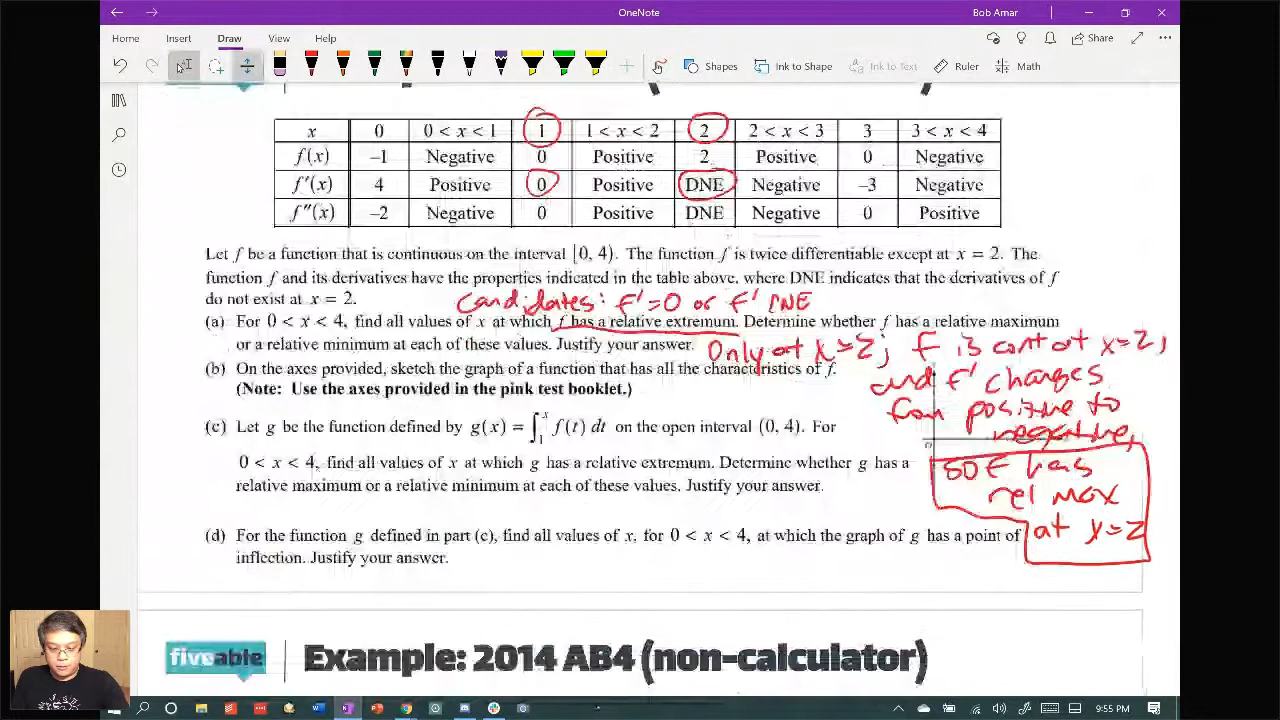 OneNote
Bob Amar
Home Insert Draw View Help
Share
Shapes Ink to Shape Ink to Text Ruler Math
x 0 0 < x < 1 1 1 < x < 2 2 2 < x < 3 3 3 < x < 4
f(x) –1 Negative 0 Positive 2 Positive 0 Negative
f′(x) 4 Positive 0 Positive DNE Negative –3 Negative
f″(x) –2 Negative 0 Positive DNE Negative 0 Positive
Let f be a function that is continuous on the interval [0, 4). The function f is twice differentiable except at x = 2. The
function f and its derivatives have the properties indicated in the table above, where DNE indicates that the derivatives of f
do not exist at x = 2.
Candidates: f'=0 or f' DNE
(a) For 0 < x < 4, find all values of x at which f has a relative extremum. Determine whether f has a relative maximum
or a relative minimum at each of these values. Justify your answer.
Only at x=2; f is cont at x=2,
and f' changes
from positive to
negative,
so f has
rel max
at x=2
(b) On the axes provided, sketch the graph of a function that has all the characteristics of f.
(Note: Use the axes provided in the pink test booklet.)
(c) Let g be the function defined by g(x) = ∫₁ˣ f(t) dt on the open interval (0, 4). For
0 < x < 4, find all values of x at which g has a relative extremum. Determine whether g has a
relative maximum or a relative minimum at each of these values. Justify your answer.
(d) For the function g defined in part (c), find all values of x, for 0 < x < 4, at which the graph of g has a point of
inflection. Justify your answer.
fiveable
Example: 2014 AB4 (non-calculator)
9:55 PM